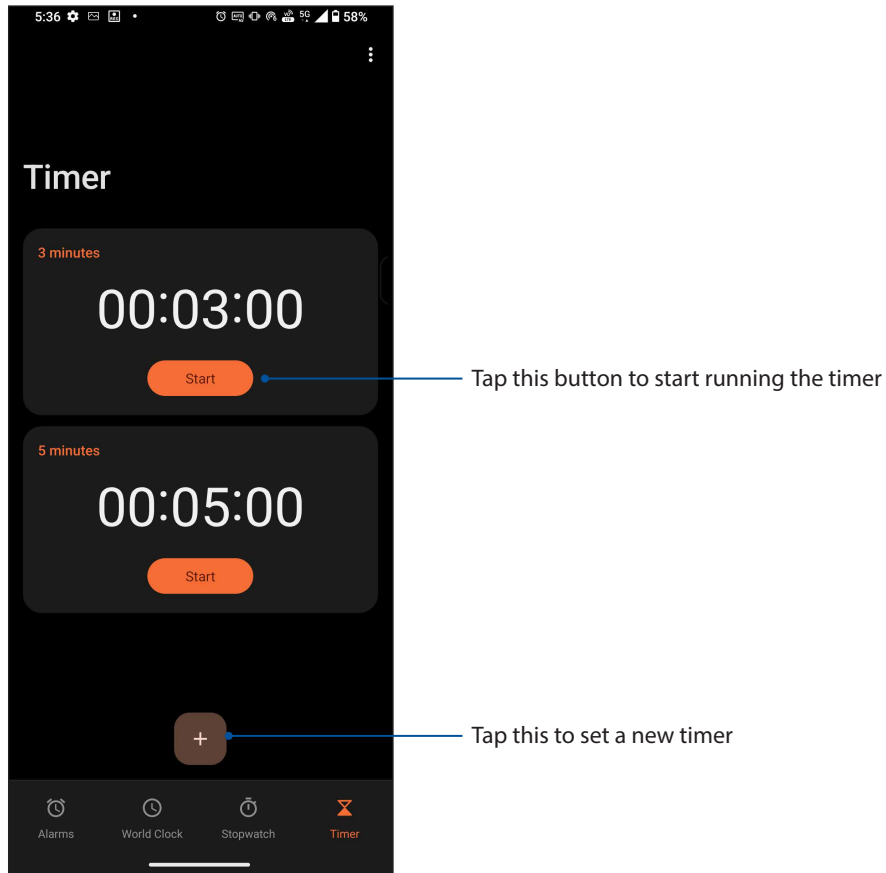 5:36 5G 58%
Timer
3 minutes
00:03:00
Start
Tap this button to start running the timer
5 minutes
00:05:00
Start
+
Tap this to set a new timer
Alarms
World Clock
Stopwatch
Timer